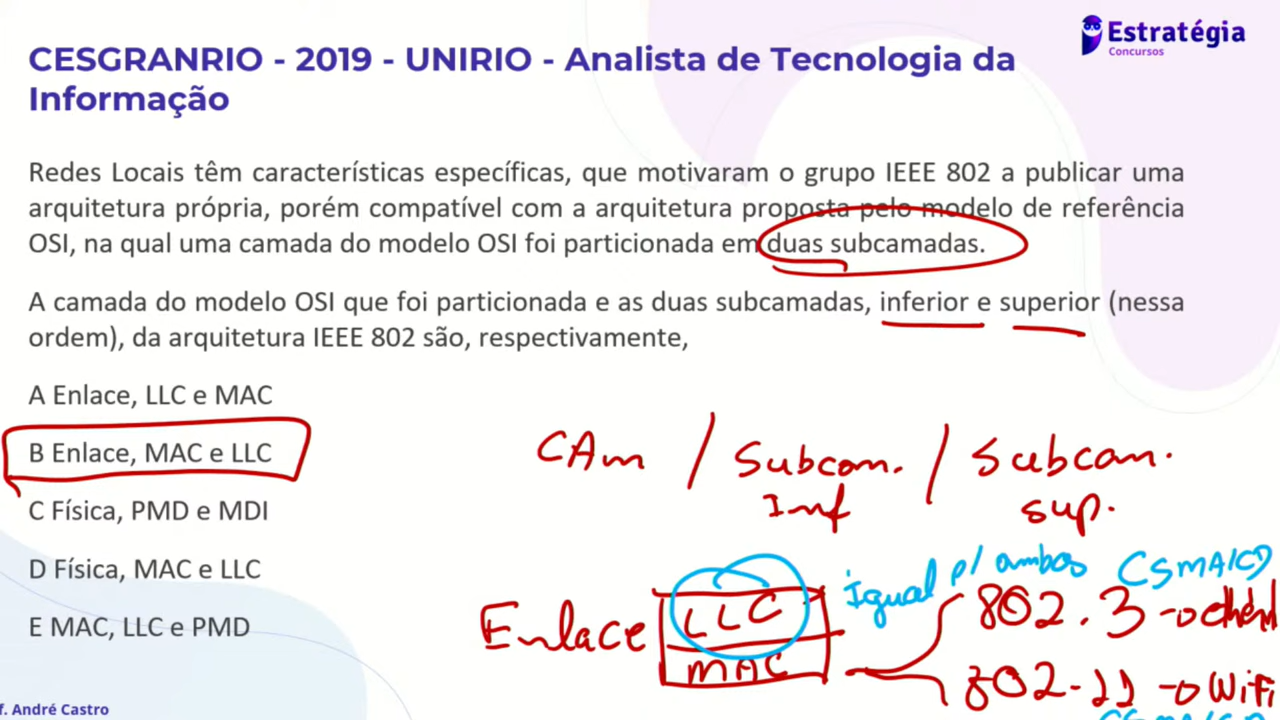 Estratégia
Concursos
CESGRANRIO - 2019 - UNIRIO - Analista de Tecnologia da
Informação
Redes Locais têm características específicas, que motivaram o grupo IEEE 802 a publicar uma
arquitetura própria, porém compatível com a arquitetura proposta pelo modelo de referência
OSI, na qual uma camada do modelo OSI foi particionada em duas subcamadas.
A camada do modelo OSI que foi particionada e as duas subcamadas, inferior e superior (nessa
ordem), da arquitetura IEEE 802 são, respectivamente,
A Enlace, LLC e MAC
B Enlace, MAC e LLC
C Física, PMD e MDI
D Física, MAC e LLC
E MAC, LLC e PMD
CAm / Subcam. / Subcam.
Inf sup.
Igual p/ ambos CSMA/CD
Enlace LLC 802.3
MAC 802.11 WiFi
f. André Castro